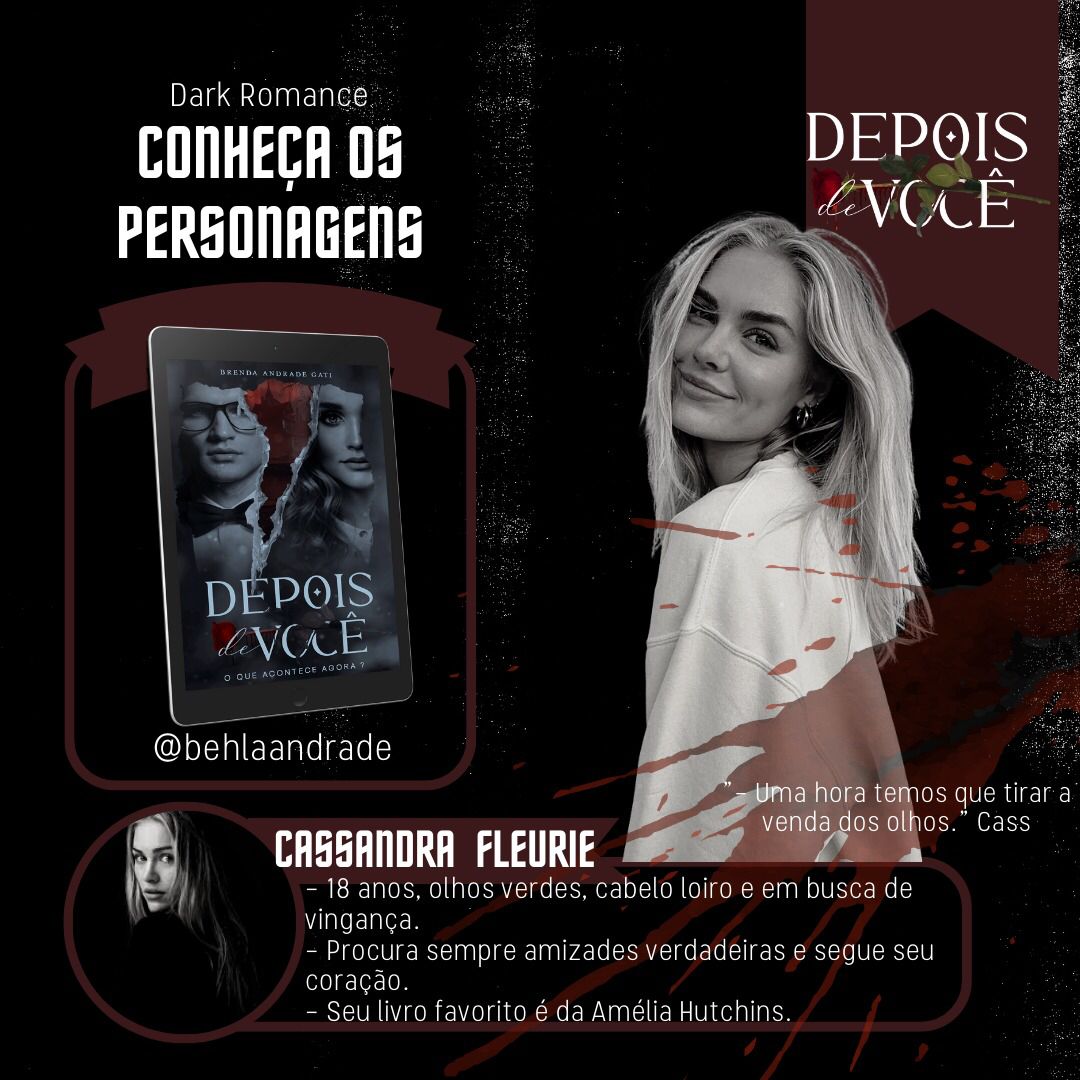 Dark Romance
CONHEÇA OS
PERSONAGENS
DEPOIS
de VOCÊ
BRENDA ANDRADE GATI
DEPOIS
de VOCÊ
O QUE ACONTECE AGORA ?
@behlaandrade
"- Uma hora temos que tirar a
venda dos olhos." Cass
CASSANDRA FLEURIE
- 18 anos, olhos verdes, cabelo loiro e em busca de
vingança.
- Procura sempre amizades verdadeiras e segue seu
coração.
- Seu livro favorito é da Amélia Hutchins.